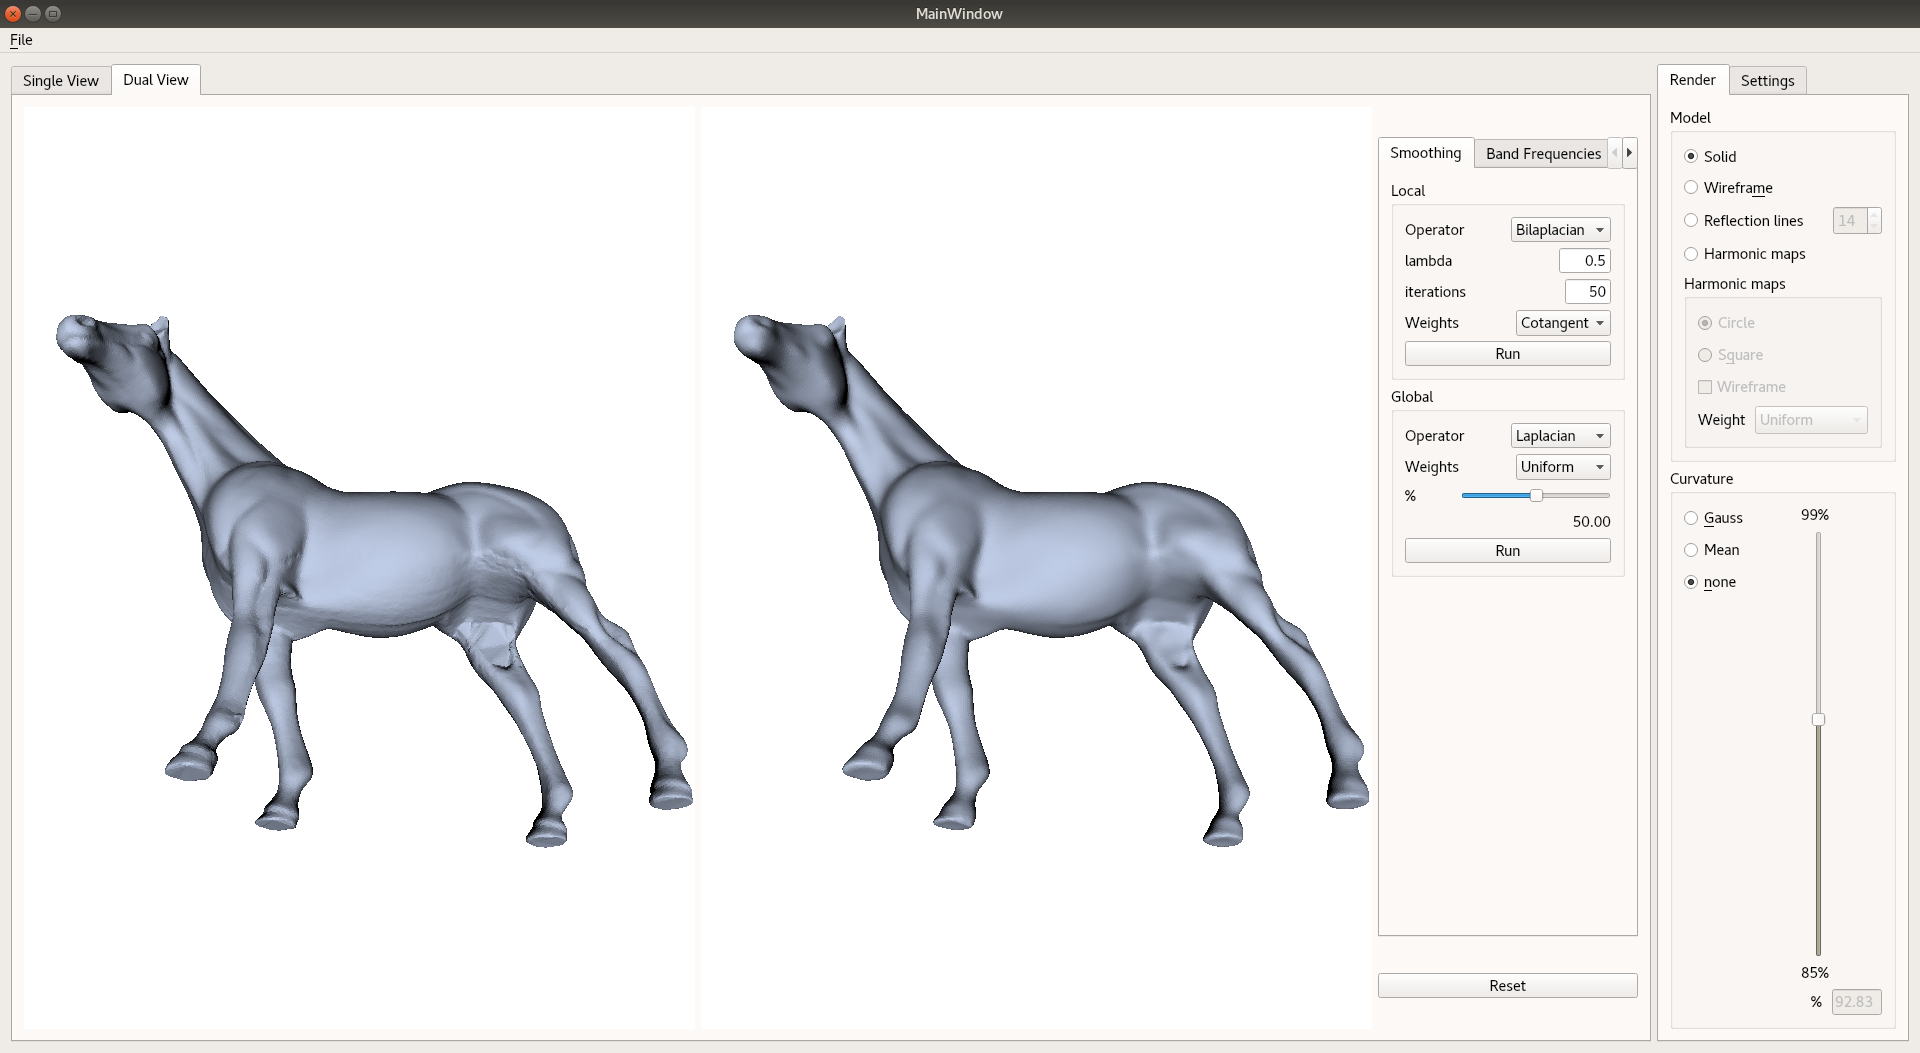 MainWindow
File
Single View
Dual View
Smoothing
Band Frequencies
Local
Operator Bilaplacian
lambda 0.5
iterations 50
Weights Cotangent
Run
Global
Operator Laplacian
Weights Uniform
%
50.00
Run
Reset
Render
Settings
Model
Solid
Wireframe
Reflection lines 14
Harmonic maps
Harmonic maps
Circle
Square
Wireframe
Weight Uniform
Curvature
Gauss
99%
Mean
none
85%
% 92.83